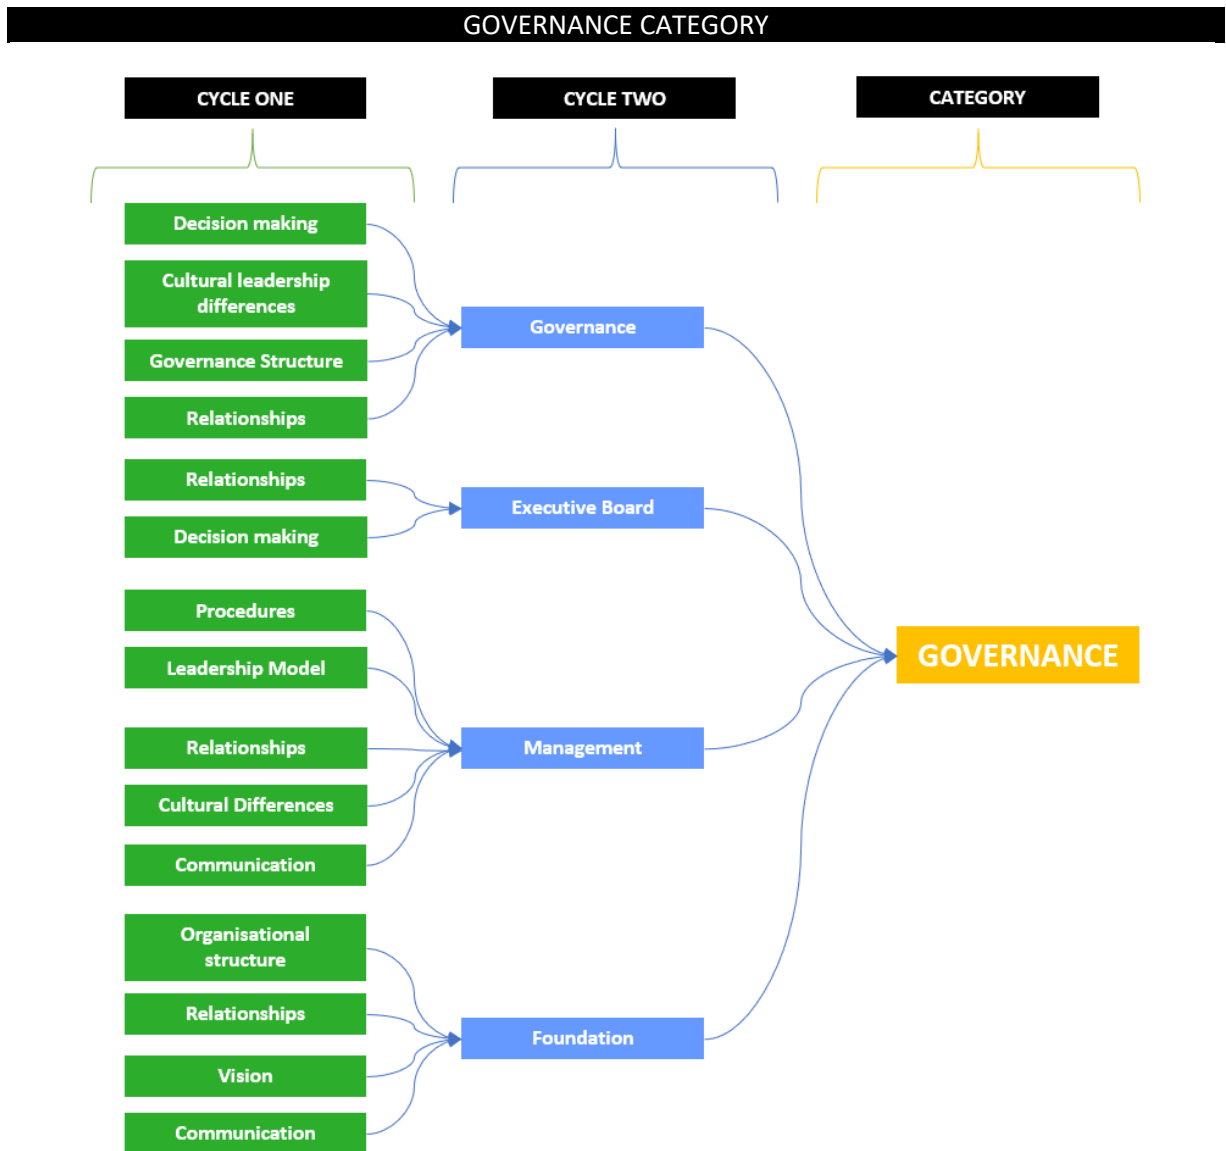 GOVERNANCE CATEGORY
CYCLE ONE
CYCLE TWO
CATEGORY
Decision making
Cultural leadership
differences
Governance Structure
Relationships
Governance
Relationships
Decision making
Executive Board
Procedures
Leadership Model
Relationships
Cultural Differences
Communication
Management
Organisational
structure
Relationships
Vision
Communication
Foundation
GOVERNANCE